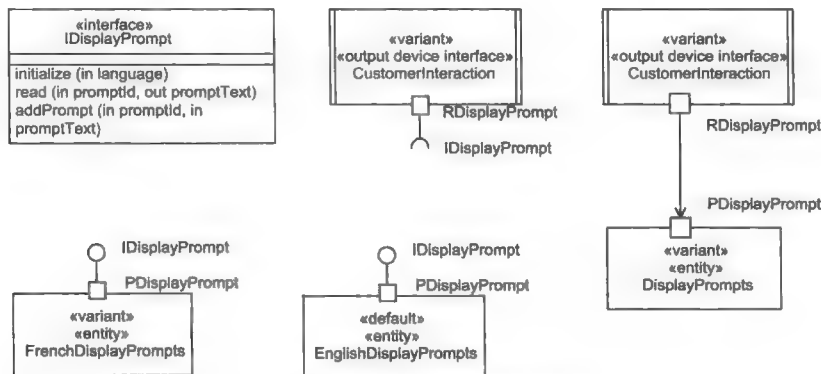 «interface»
IDisplayPrompt
initialize (in language)
read (in promptId, out promptText)
addPrompt (in promptId, in
promptText)
«variant»
«output device interface»
CustomerInteraction
RDisplayPrompt
IDisplayPrompt
«variant»
«output device interface»
CustomerInteraction
RDisplayPrompt
PDisplayPrompt
«variant»
«entity»
DisplayPrompts
IDisplayPrompt
PDisplayPrompt
«variant»
«entity»
FrenchDisplayPrompts
IDisplayPrompt
PDisplayPrompt
«default»
«entity»
EnglishDisplayPrompts